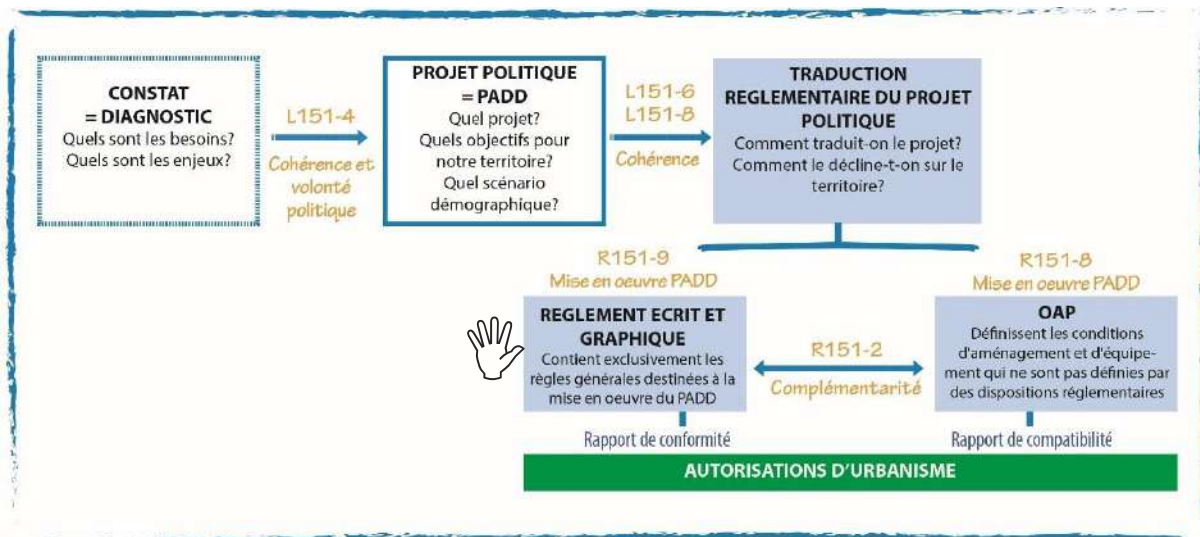 CONSTAT
= DIAGNOSTIC
Quels sont les besoins?
Quels sont les enjeux?
L151-4
Cohérence et
volonté
politique
PROJET POLITIQUE
= PADD
Quel projet?
Quels objectifs pour
notre territoire?
Quel scénario
démographique?
L151-6
L151-8
Cohérence
TRADUCTION
REGLEMENTAIRE DU PROJET
POLITIQUE
Comment traduit-on le projet?
Comment le décline-t-on sur le
territoire?
R151-9
Mise en oeuvre PADD
REGLEMENT ECRIT ET
GRAPHIQUE
Contient exclusivement les
règles générales destinées à la
mise en oeuvre du PADD
R151-2
Complémentarité
R151-8
Mise en oeuvre PADD
OAP
Définissent les conditions
d'aménagement et d'équipe-
ment qui ne sont pas définies par
des dispositions réglementaires
Rapport de conformité
Rapport de compatibilité
AUTORISATIONS D'URBANISME